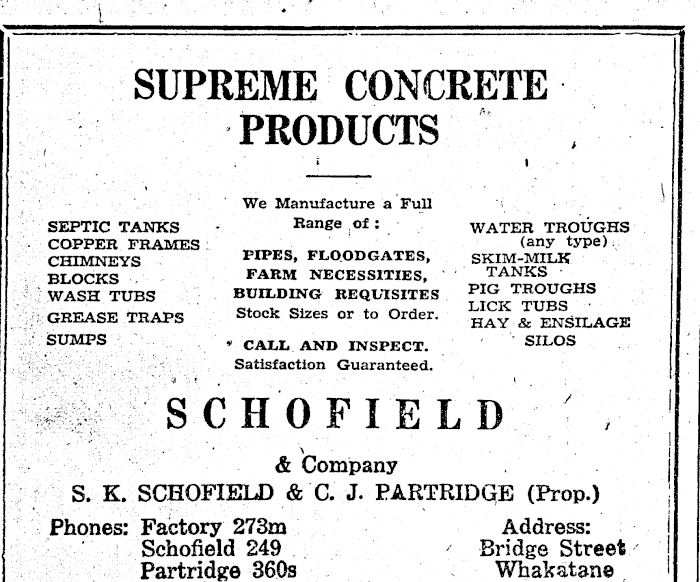 SUPREME CONCRETE
PRODUCTS
We Manufacture a Full
Range of :
SEPTIC TANKS
COPPER FRAMES
CHIMNEYS
BLOCKS
WASH TUBS
GREASE TRAPS
SUMPS
PIPES, FLOODGATES,
FARM NECESSITIES,
BUILDING REQUISITES
Stock Sizes or to Order.
CALL AND INSPECT.
Satisfaction Guaranteed.
WATER TROUGHS
(any type)
SKIM-MILK
TANKS
PIG TROUGHS
LICK TUBS
HAY & ENSILAGE
SILOS
SCHOFIELD
& Company
S. K. SCHOFIELD & C. J. PARTRIDGE (Prop.)
Phones: Factory 273m
Schofield 249
Partridge 360s
Address:
Bridge Street
Whakatane